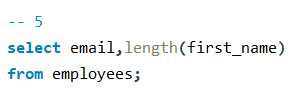 -- 5
select email,length(first_name)
from employees;